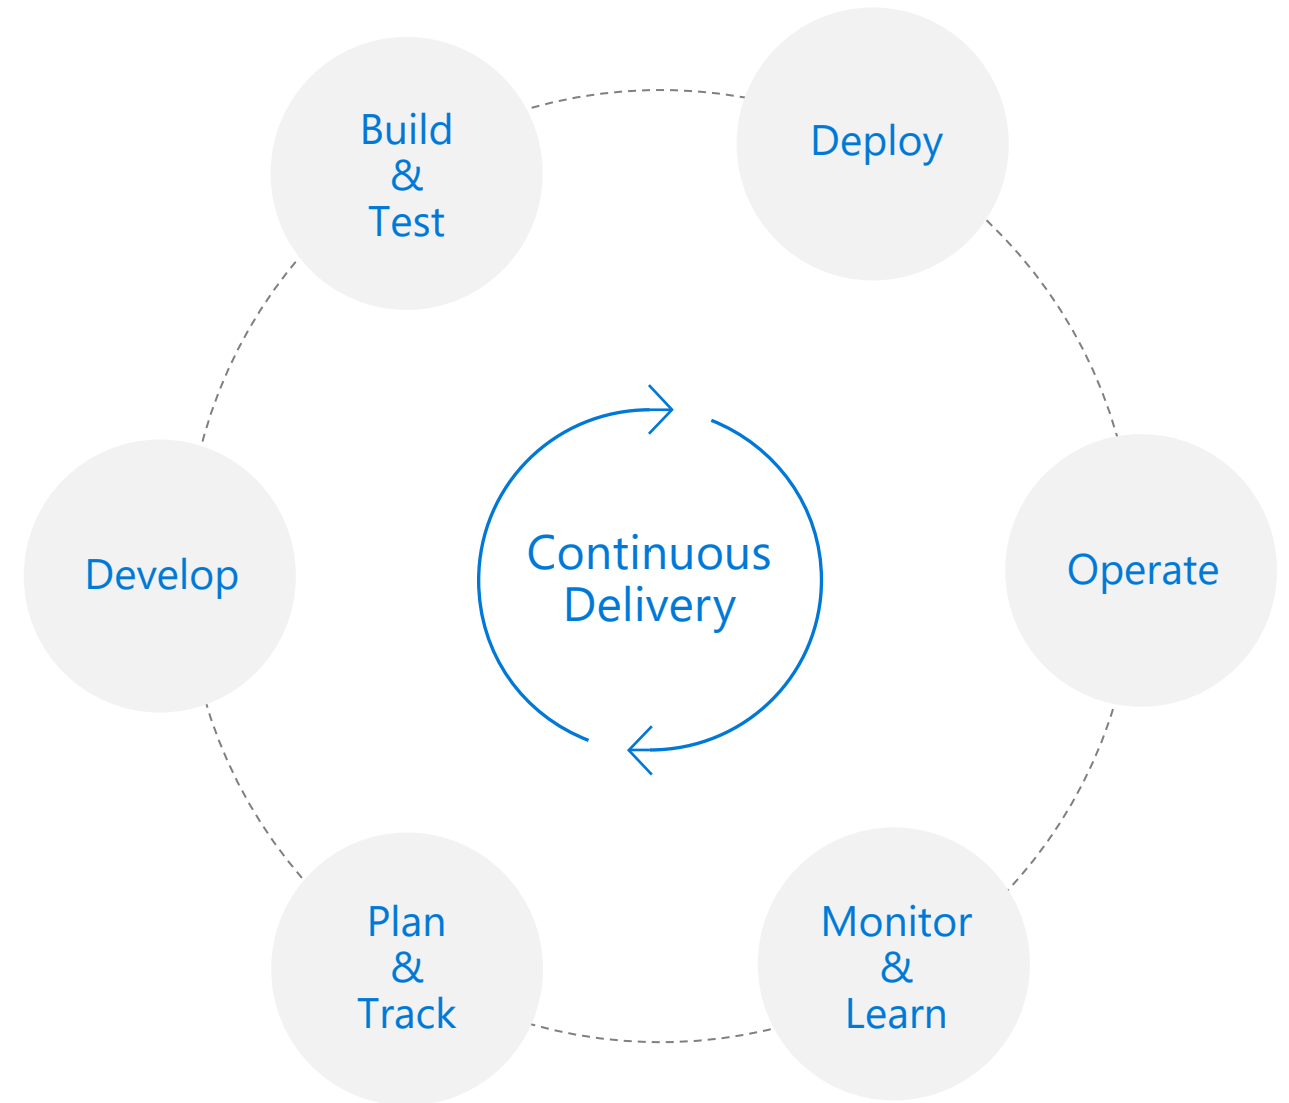 Build
&
Test
Deploy
Develop
Continuous
Delivery
Operate
Plan
&
Track
Monitor
&
Learn